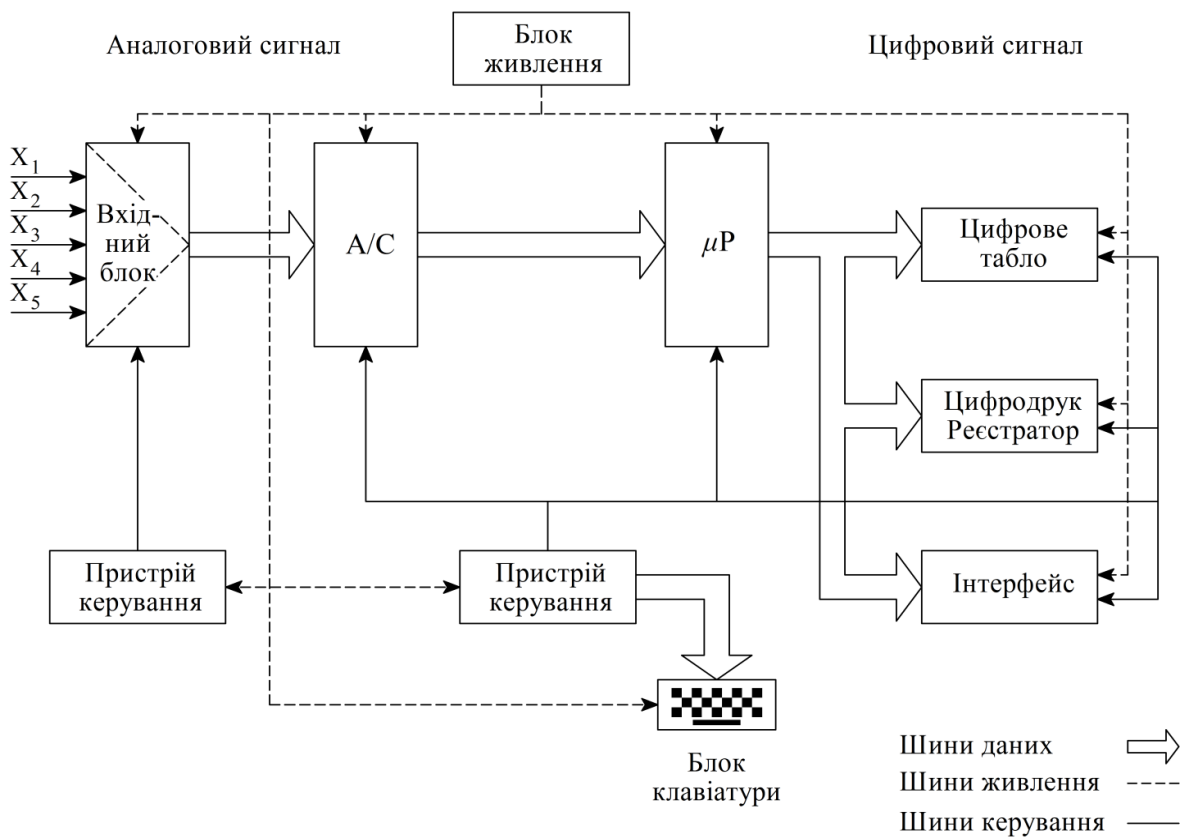 Аналоговий сигнал
Блок
живлення
Цифровий сигнал
X1
X2
X3
X4
X5
Вхід-
ний
блок
А/С
μP
Цифрове
табло
Цифродрук
Реєстратор
Інтерфейс
Пристрій
керування
Пристрій
керування
Блок
клавіатури
Шини даних
Шини живлення
Шини керування